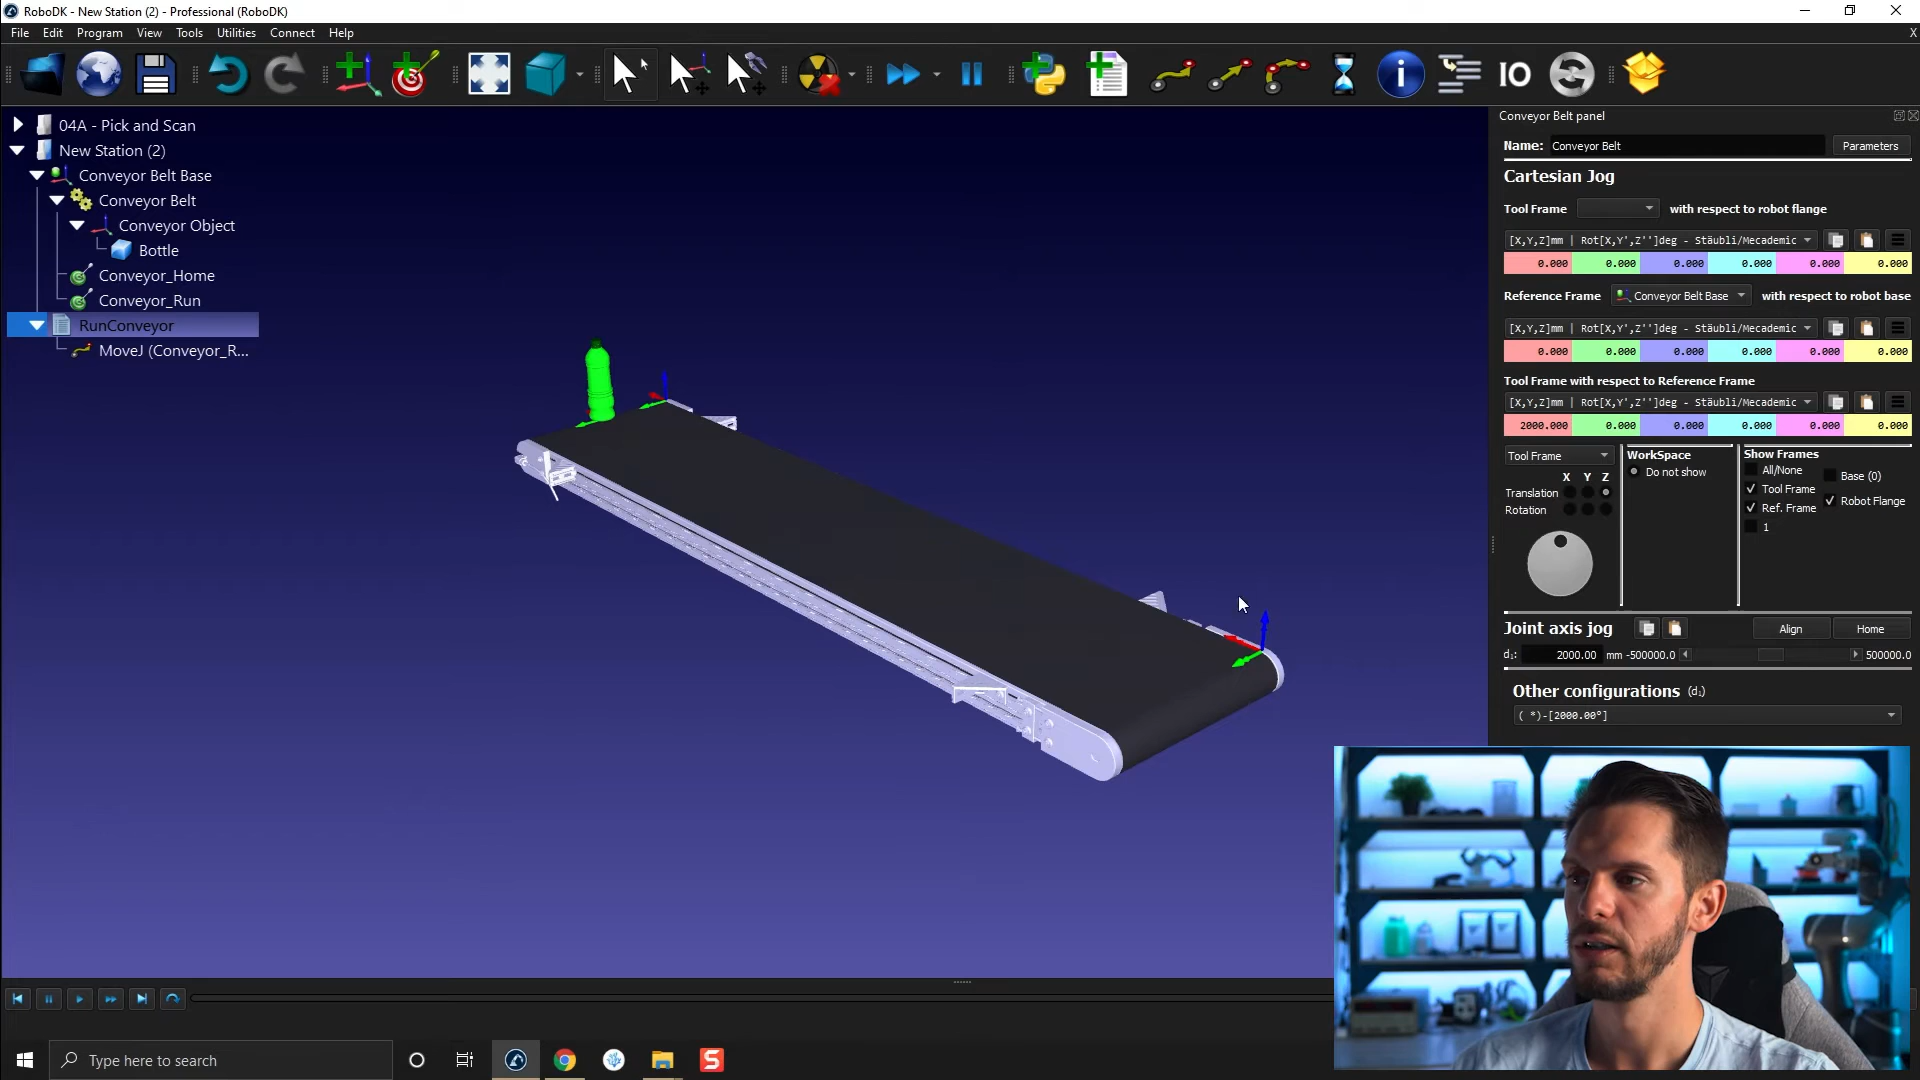 RoboDK - New Station (2) - Professional (RoboDK)
File Edit Program View Tools Utilities Connect Help
X
IO
04A - Pick and Scan
New Station (2)
Conveyor Belt Base
Conveyor Belt
Conveyor Object
Bottle
Conveyor_Home
Conveyor_Run
RunConveyor
MoveJ (Conveyor_R...
Conveyor Belt panel
Name: Conveyor Belt Parameters
Cartesian Jog
Tool Frame with respect to robot flange
[X,Y,Z]mm | Rot[X,Y',Z'']deg - Stäubli/Mecademic
0.000 0.000 0.000 0.000 0.000 0.000
Reference Frame Conveyor Belt Base with respect to robot base
[X,Y,Z]mm | Rot[X,Y',Z'']deg - Stäubli/Mecademic
0.000 0.000 0.000 0.000 0.000 0.000
Tool Frame with respect to Reference Frame
[X,Y,Z]mm | Rot[X,Y',Z'']deg - Stäubli/Mecademic
2000.000 0.000 0.000 0.000 0.000 0.000
Tool Frame
X Y Z
Translation
Rotation
WorkSpace
Do not show
Show Frames
All/None Base (0)
Tool Frame Robot Flange
Ref. Frame
1
Joint axis jog Align Home
d₁: 2000.00 mm -500000.0 500000.0
Other configurations (d₁)
( *)-[2000.00°]
Type here to search
S